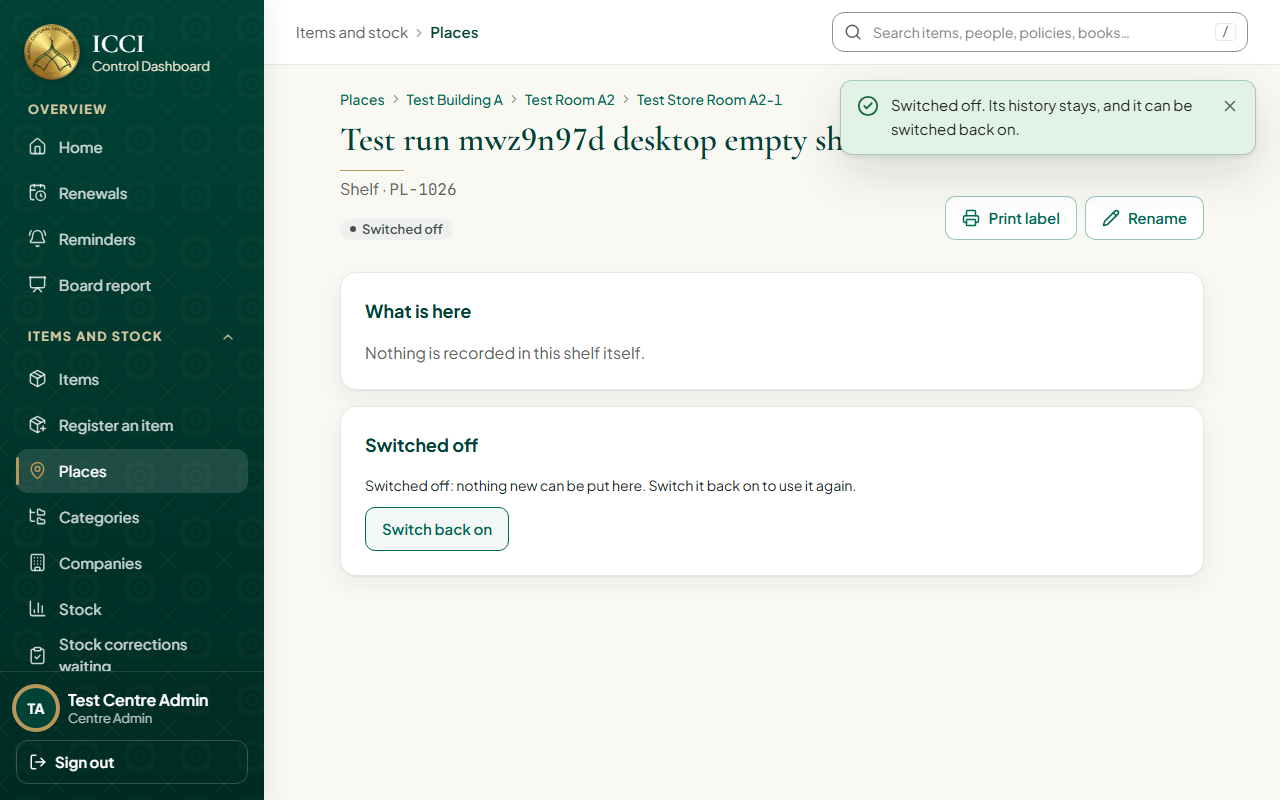 ICCI
Control Dashboard
OVERVIEW
Home
Renewals
Reminders
Board report
ITEMS AND STOCK
Items
Register an item
Places
Categories
Companies
Stock
Stock corrections
waiting
TA
Test Centre Admin
Centre Admin
Sign out
Items and stock
Places
Search items, people, policies, books…
/
Places
Test Building A
Test Room A2
Test Store Room A2-1
Switched off. Its history stays, and it can be
switched back on.
Test run mwz9n97d desktop empty sh
Shelf · PL-1026
Switched off
Print label
Rename
What is here
Nothing is recorded in this shelf itself.
Switched off
Switched off: nothing new can be put here. Switch it back on to use it again.
Switch back on